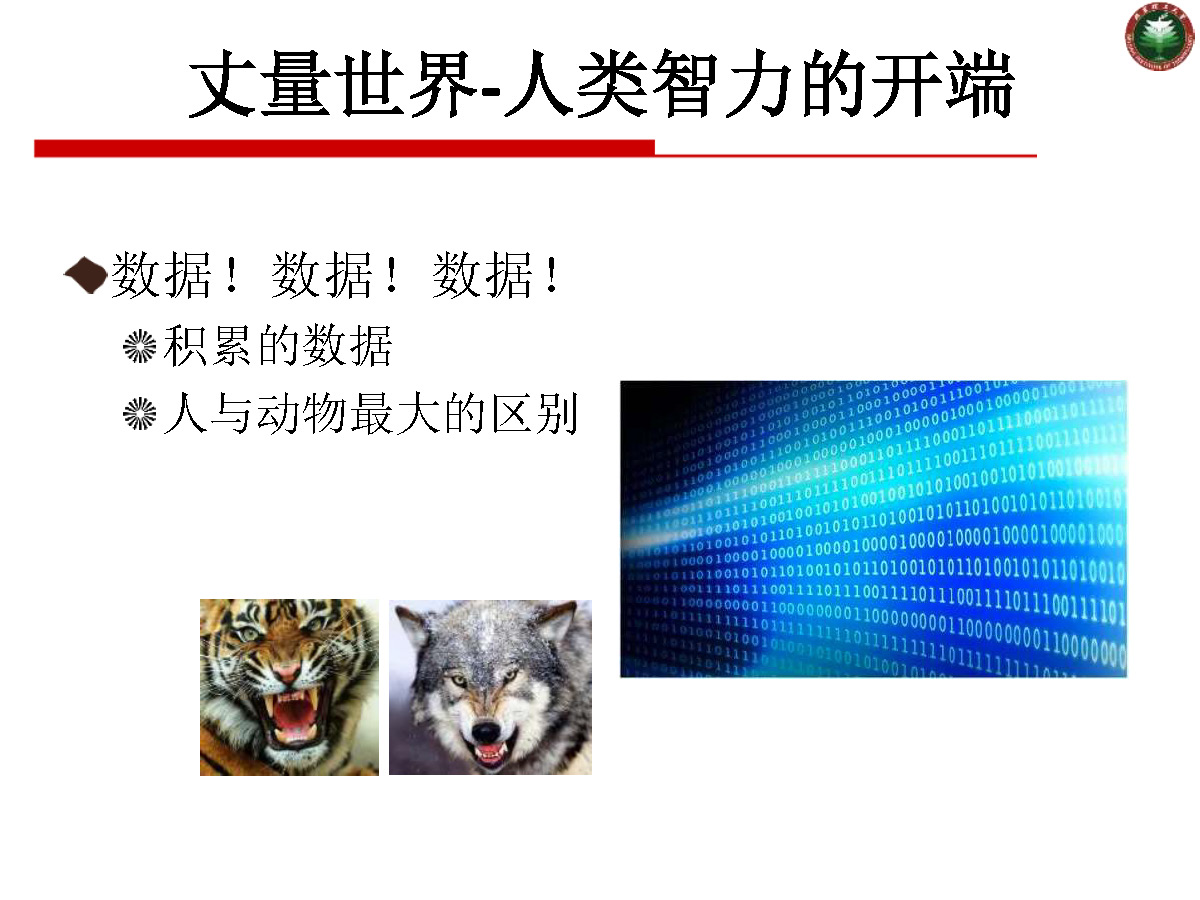 丈量世界-人类智力的开端
数据！数据！数据！
积累的数据
人与动物最大的区别